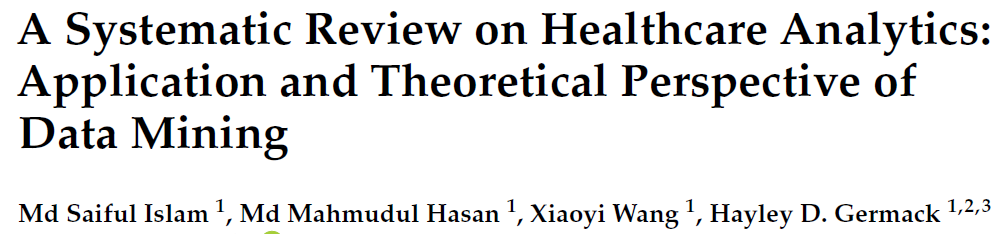 A Systematic Review on Healthcare Analytics:
Application and Theoretical Perspective of
Data Mining
Md Saiful Islam ¹, Md Mahmudul Hasan ¹, Xiaoyi Wang ¹, Hayley D. Germack ¹,²,³